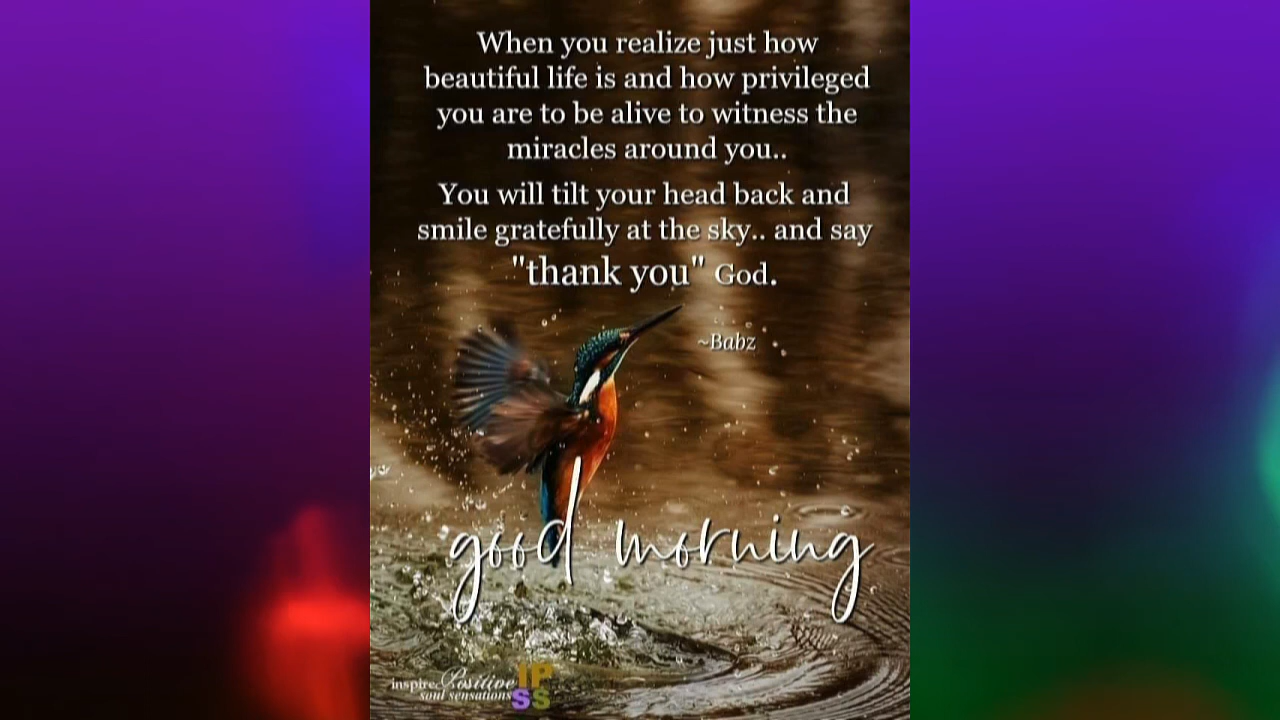 When you realize just how
beautiful life is and how privileged
you are to be alive to witness the
miracles around you..
You will tilt your head back and
smile gratefully at the sky.. and say
"thank you" God.
~Babz
good morning
inspire Positive IP
soul sensations SS